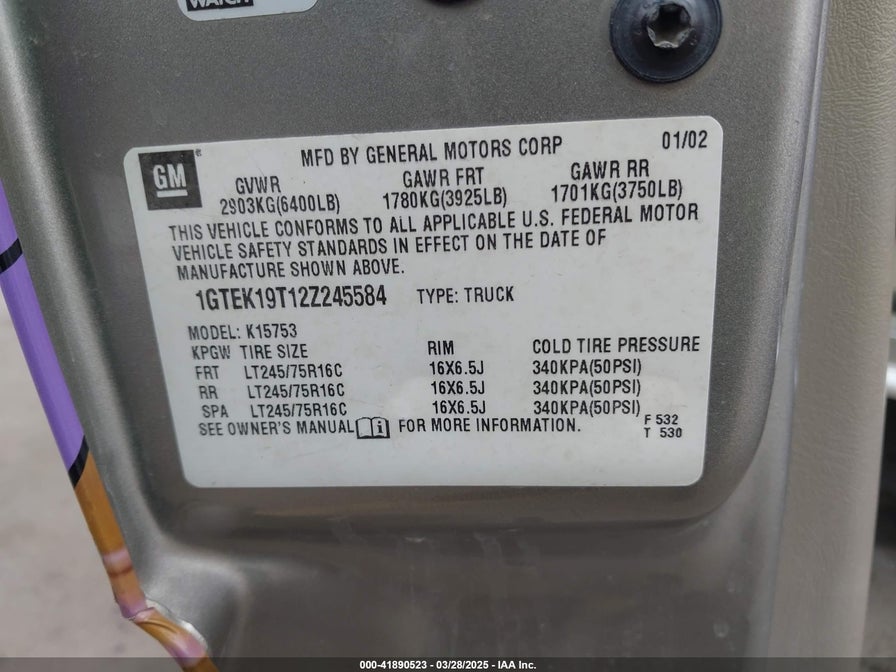 WATCH
GM
®
MFD BY GENERAL MOTORS CORP 01/02
GVWR GAWR FRT GAWR RR
2903KG(6400LB) 1780KG(3925LB) 1701KG(3750LB)
THIS VEHICLE CONFORMS TO ALL APPLICABLE U.S. FEDERAL MOTOR
VEHICLE SAFETY STANDARDS IN EFFECT ON THE DATE OF
MANUFACTURE SHOWN ABOVE.
1GTEK19T12Z245584 TYPE: TRUCK
MODEL: K15753
KPGW TIRE SIZE RIM COLD TIRE PRESSURE
FRT LT245/75R16C 16X6.5J 340KPA(50PSI)
RR LT245/75R16C 16X6.5J 340KPA(50PSI)
SPA LT245/75R16C 16X6.5J 340KPA(50PSI)
SEE OWNER'S MANUAL i FOR MORE INFORMATION.
F 532
T 530
000-41890523 — 03/28/2025 — IAA Inc.